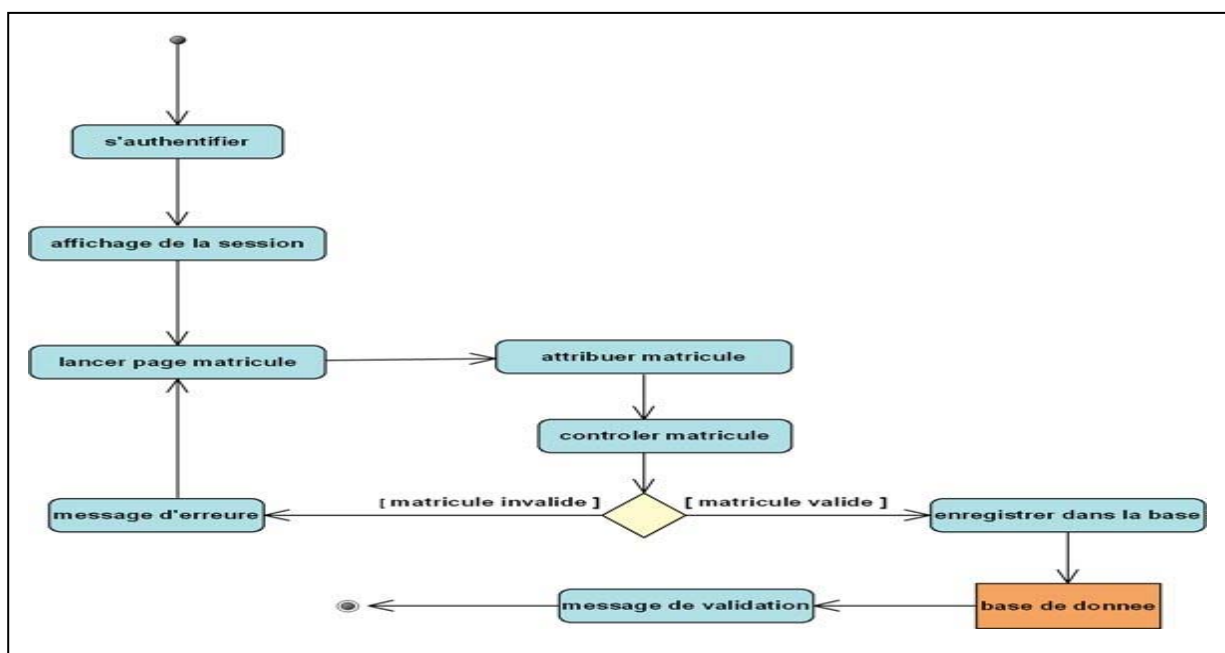 s'authentifier
affichage de la session
lancer page matricule
attribuer matricule
controler matricule
[ matricule invalide ]
[ matricule valide ]
message d'erreure
enregistrer dans la base
message de validation
base de donnee